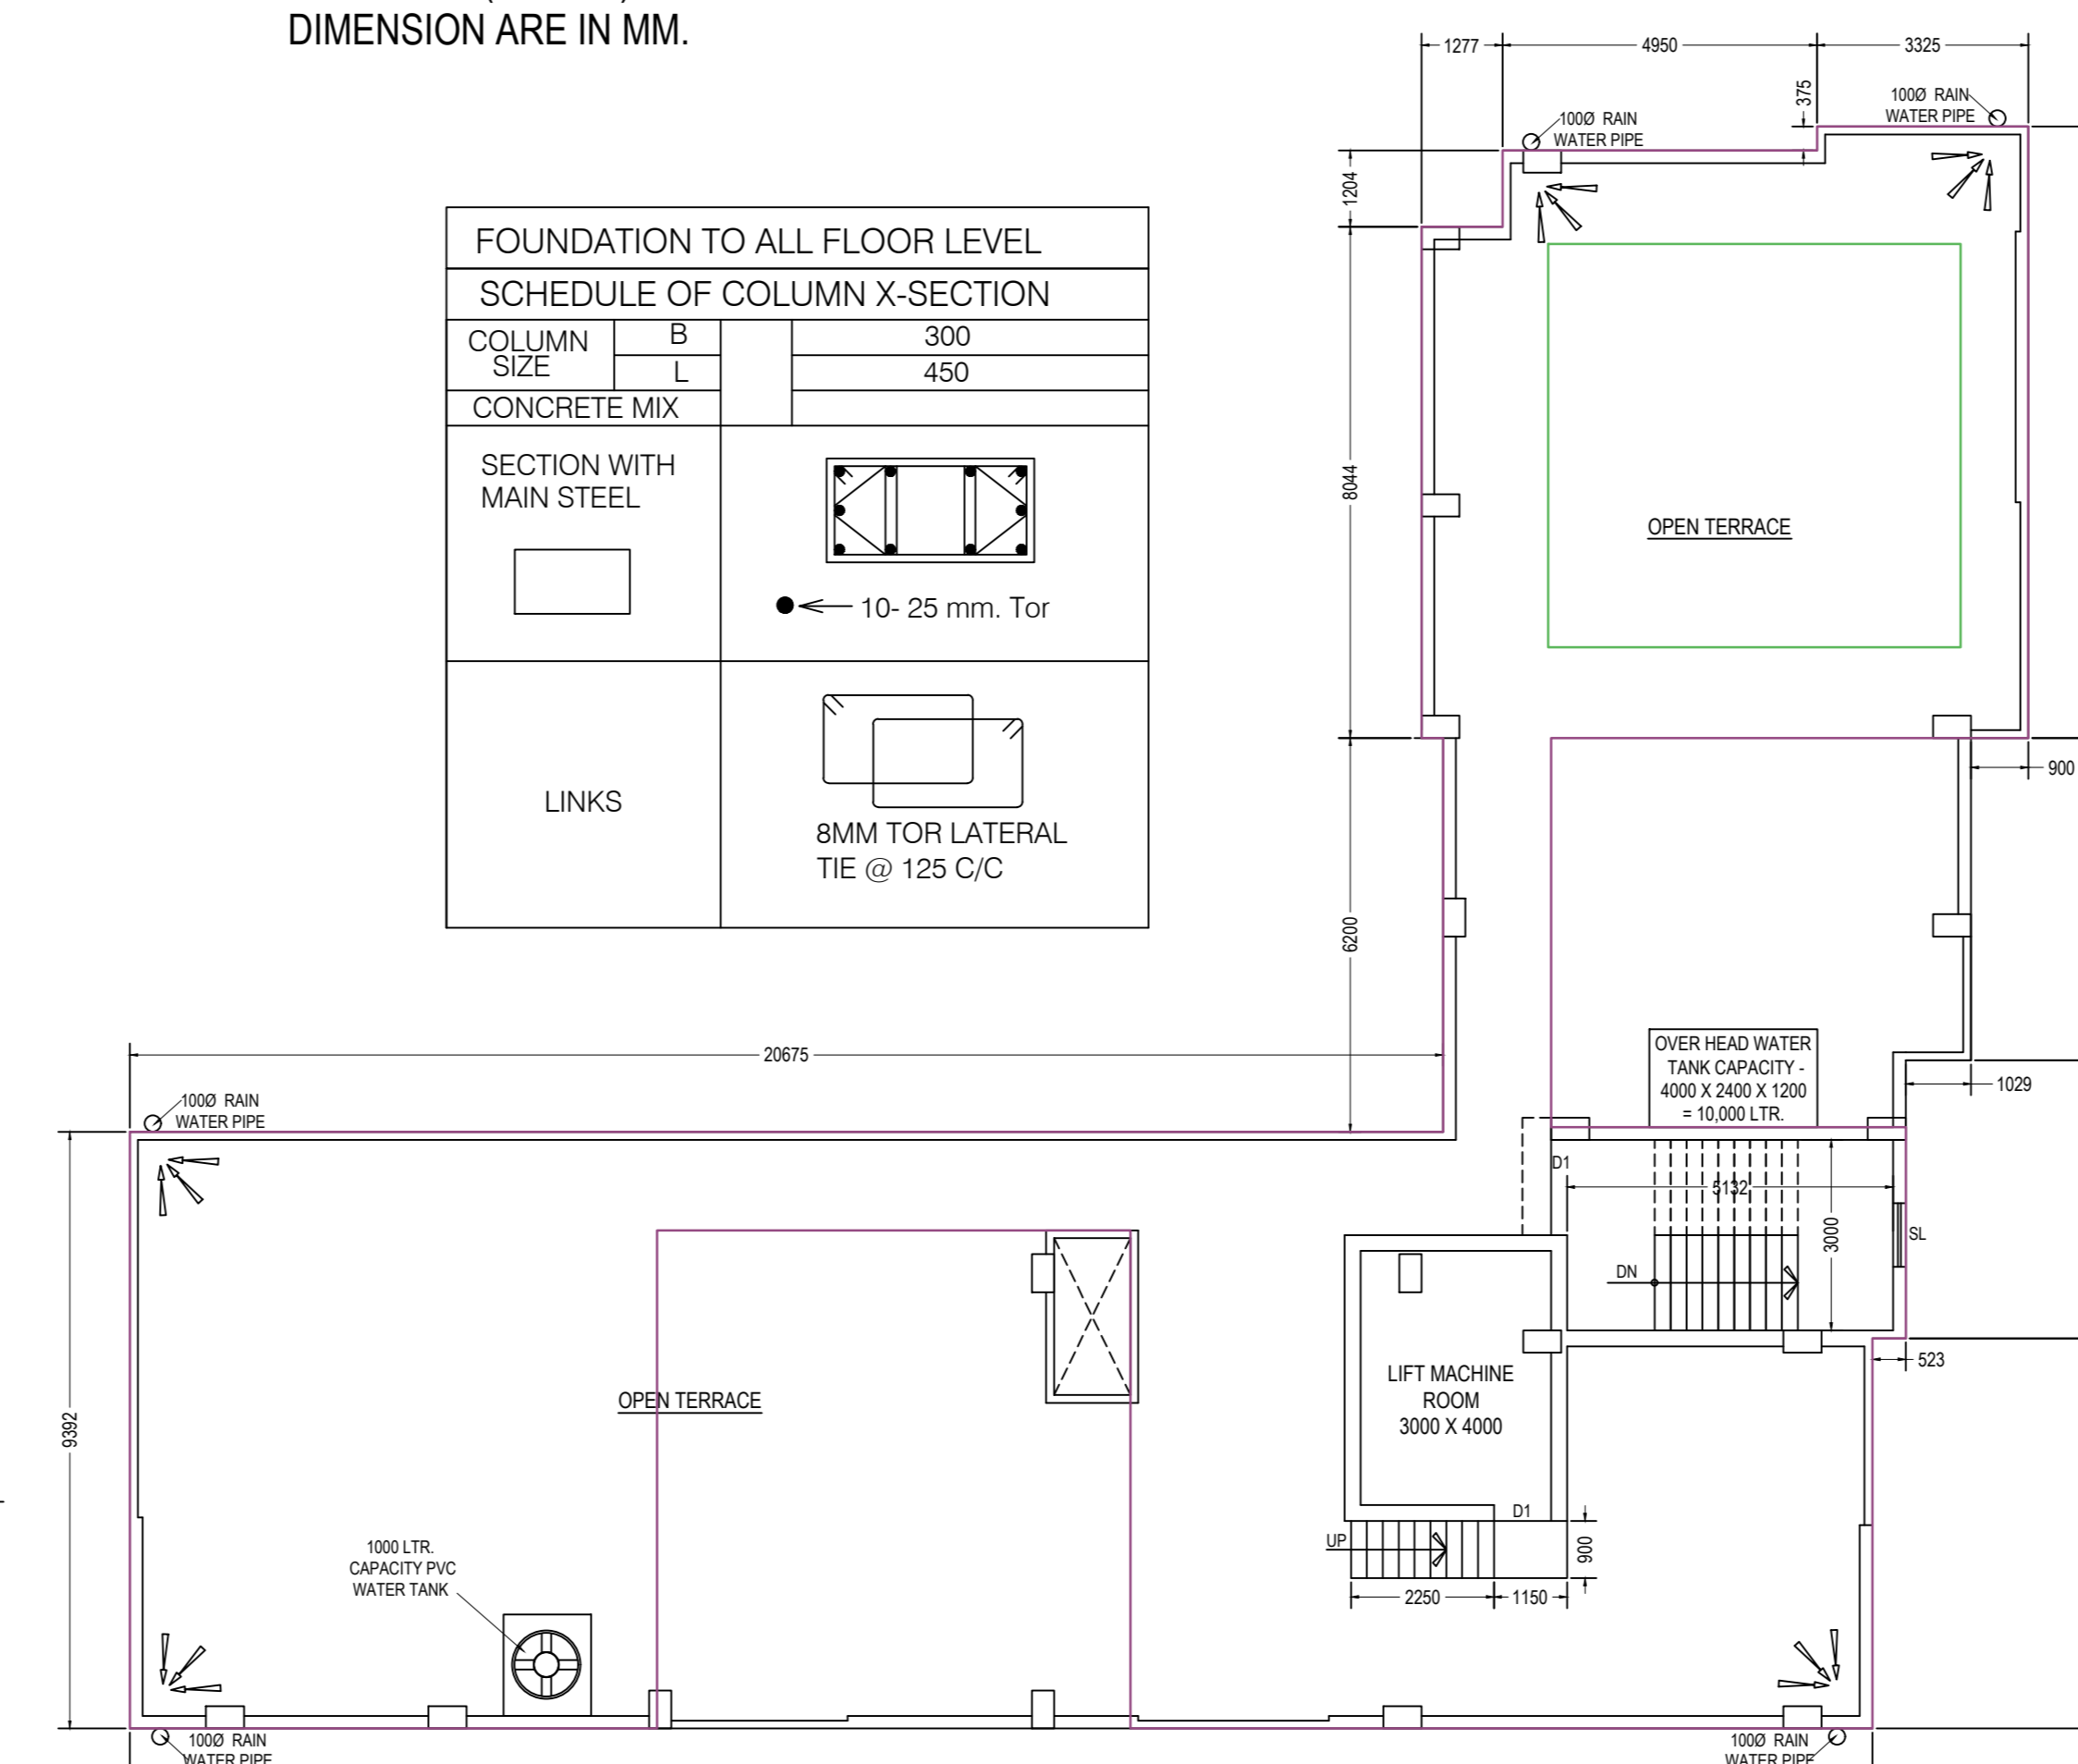 DIMENSION ARE IN MM.
1277
4950
3325
375
100Ø RAIN
WATER PIPE
100Ø RAIN
WATER PIPE
1204
FOUNDATION TO ALL FLOOR LEVEL
SCHEDULE OF COLUMN X-SECTION
COLUMN
SIZE
B
300
L
450
CONCRETE MIX
SECTION WITH
MAIN STEEL
10- 25 mm. Tor
LINKS
8MM TOR LATERAL
TIE @ 125 C/C
8044
OPEN TERRACE
900
6200
20675
OVER HEAD WATER
TANK CAPACITY -
4000 X 2400 X 1200
= 10,000 LTR.
1029
100Ø RAIN
WATER PIPE
D1
5132
3000
SL
DN
523
LIFT MACHINE
ROOM
3000 X 4000
OPEN TERRACE
9392
D1
UP
900
2250
1150
1000 LTR.
CAPACITY PVC
WATER TANK
100Ø RAIN
WATER PIPE
100Ø RAIN
WATER PIPE